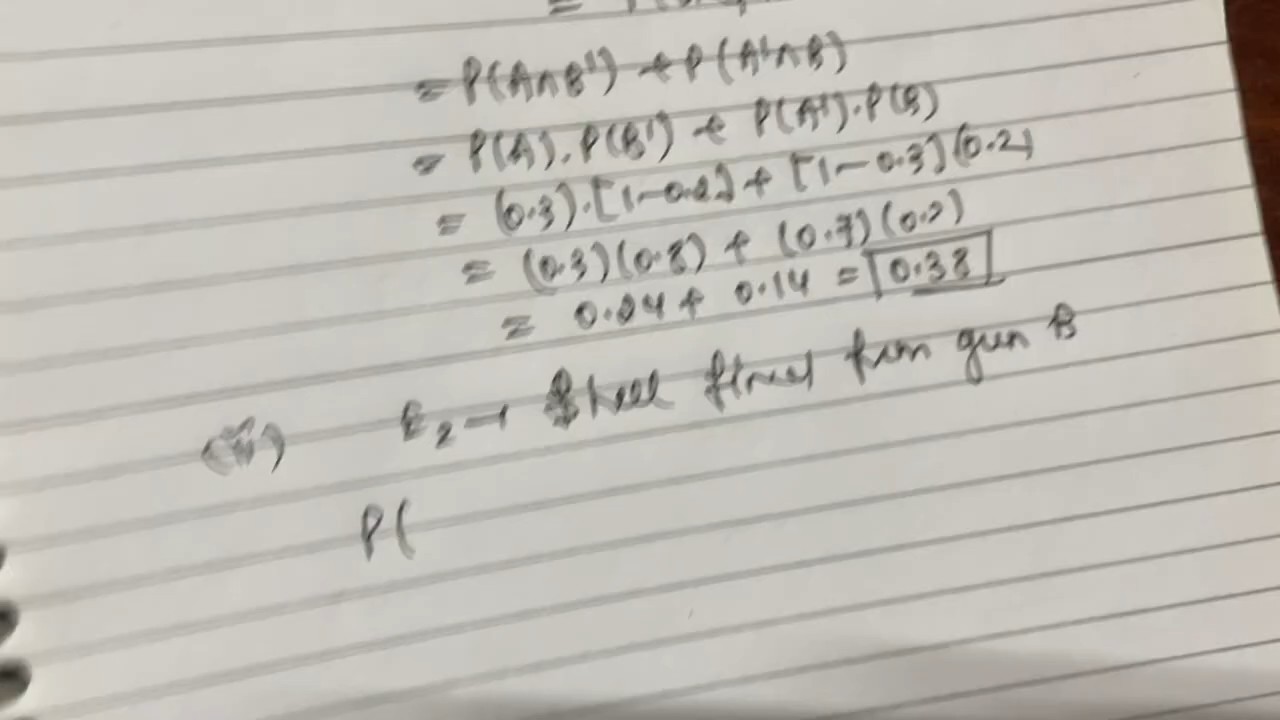 = P(A∩B') + P(A'∩B)
= P(A).P(B') + P(A').P(B)
= (0.3).[1-0.2] + [1-0.3](0.2)
= (0.3)(0.8) + (0.7)(0.2)
= 0.24 + 0.14 = 0.38
(ii) E₂ → Shell fired from gun B
P(